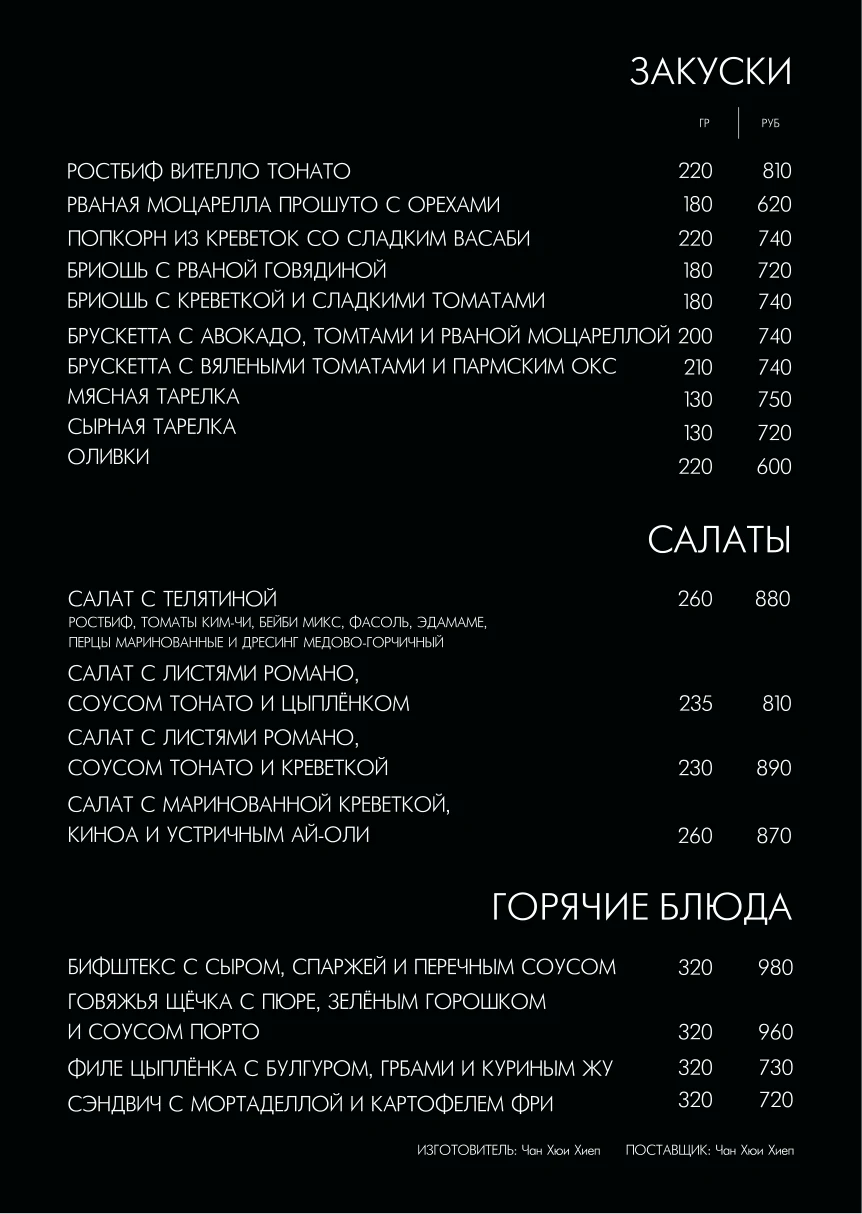 ЗАКУСКИ
ГР | РУБ
РОСТБИФ ВИТЕЛЛО ТОНАТО 220 810
РВАНАЯ МОЦАРЕЛЛА ПРОШУТО С ОРЕХАМИ 180 620
ПОПКОРН ИЗ КРЕВЕТОК СО СЛАДКИМ ВАСАБИ 220 740
БРИОШЬ С РВАНОЙ ГОВЯДИНОЙ 180 720
БРИОШЬ С КРЕВЕТКОЙ И СЛАДКИМИ ТОМАТАМИ 180 740
БРУСКЕТТА С АВОКАДО, ТОМТАМИ И РВАНОЙ МОЦАРЕЛЛОЙ 200 740
БРУСКЕТТА С ВЯЛЕНЫМИ ТОМАТАМИ И ПАРМСКИМ ОКС 210 740
МЯСНАЯ ТАРЕЛКА 130 750
СЫРНАЯ ТАРЕЛКА 130 720
ОЛИВКИ 220 600
САЛАТЫ
САЛАТ С ТЕЛЯТИНОЙ 260 880
РОСТБИФ, ТОМАТЫ КИМ-ЧИ, БЕЙБИ МИКС, ФАСОЛЬ, ЭДАМАМЕ,
ПЕРЦЫ МАРИНОВАННЫЕ И ДРЕСИНГ МЕДОВО-ГОРЧИЧНЫЙ
САЛАТ С ЛИСТЯМИ РОМАНО,
СОУСОМ ТОНАТО И ЦЫПЛЁНКОМ 235 810
САЛАТ С ЛИСТЯМИ РОМАНО,
СОУСОМ ТОНАТО И КРЕВЕТКОЙ 230 890
САЛАТ С МАРИНОВАННОЙ КРЕВЕТКОЙ,
КИНОА И УСТРИЧНЫМ АЙ-ОЛИ 260 870
ГОРЯЧИЕ БЛЮДА
БИФШТЕКС С СЫРОМ, СПАРЖЕЙ И ПЕРЕЧНЫМ СОУСОМ 320 980
ГОВЯЖЬЯ ЩЁЧКА С ПЮРЕ, ЗЕЛЁНЫМ ГОРОШКОМ
И СОУСОМ ПОРТО 320 960
ФИЛЕ ЦЫПЛЁНКА С БУЛГУРОМ, ГРБАМИ И КУРИНЫМ ЖУ 320 730
СЭНДВИЧ С МОРТАДЕЛЛОЙ И КАРТОФЕЛЕМ ФРИ 320 720
ИЗГОТОВИТЕЛЬ: Чан Хюи Хиеп ПОСТАВЩИК: Чан Хюи Хиеп